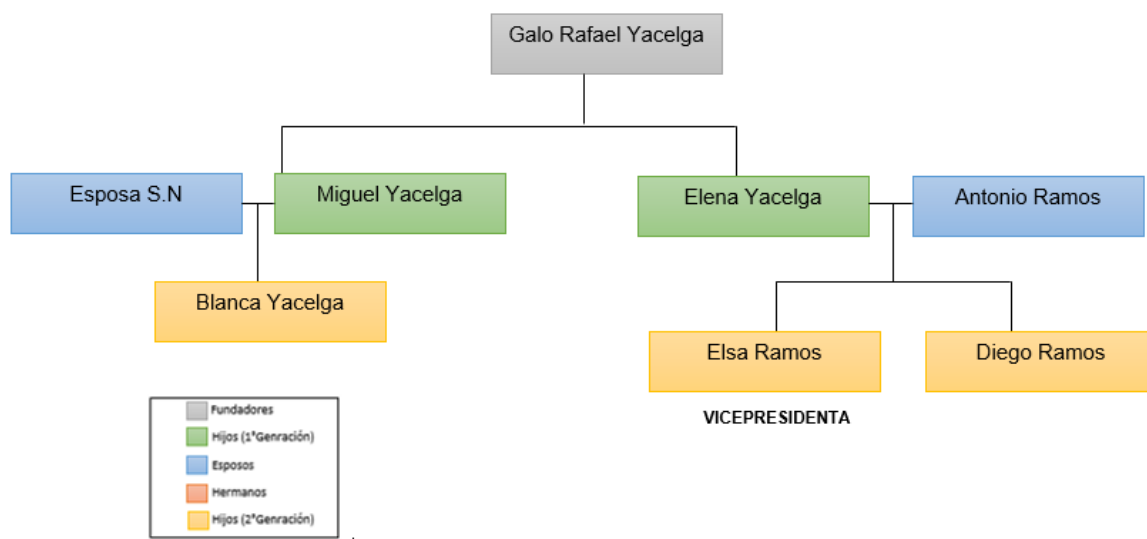 Galo Rafael Yacelga
Esposa S.N
Miguel Yacelga
Elena Yacelga
Antonio Ramos
Blanca Yacelga
Elsa Ramos
Diego Ramos
VICEPRESIDENTA
Fundadores
Hijos (1°Genración)
Esposos
Hermanos
Hijos (2°Genración)